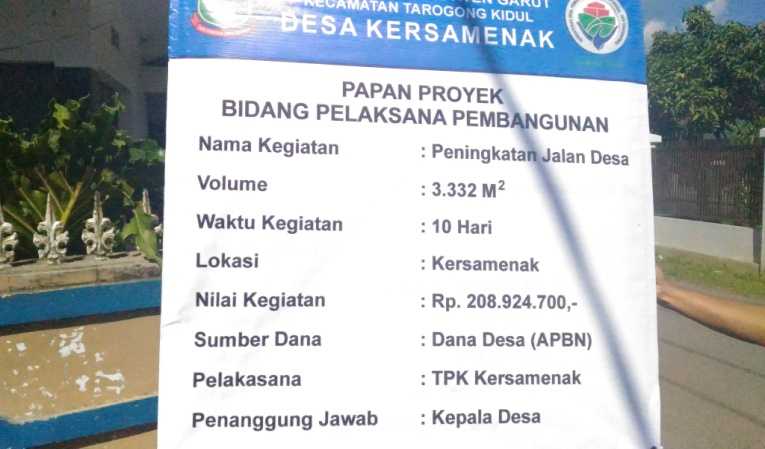 GARUT
KECAMATAN TAROGONG KIDUL
DESA KERSAMENAK
PAPAN PROYEK
BIDANG PELAKSANA PEMBANGUNAN
Nama Kegiatan : Peningkatan Jalan Desa
Volume : 3.332 M²
Waktu Kegiatan : 10 Hari
Lokasi : Kersamenak
Nilai Kegiatan : Rp. 208.924.700,-
Sumber Dana : Dana Desa (APBN)
Pelakasana : TPK Kersamenak
Penanggung Jawab : Kepala Desa